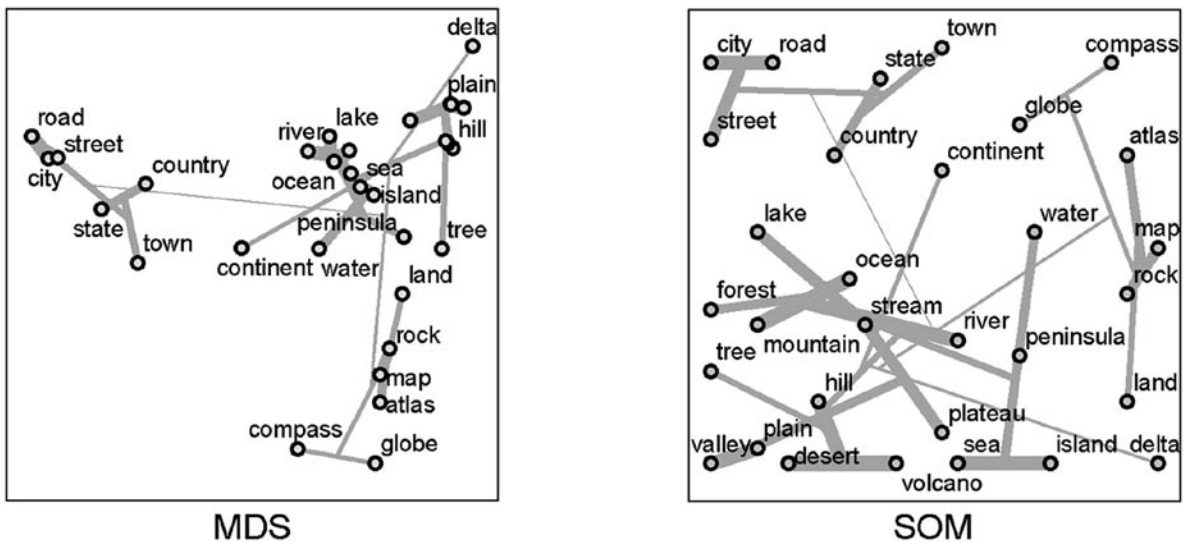 delta
plain
road
lake
river
hill
street
country
sea
city
ocean
island
state
peninsula
town
tree
continent water
land
rock
map
atlas
compass
globe
MDS
city
road
town
state
compass
globe
street
country
atlas
continent
lake
water
map
ocean
rock
forest
stream
river
mountain
peninsula
tree
hill
land
plateau
plain
valley
sea
island
delta
desert
volcano
SOM